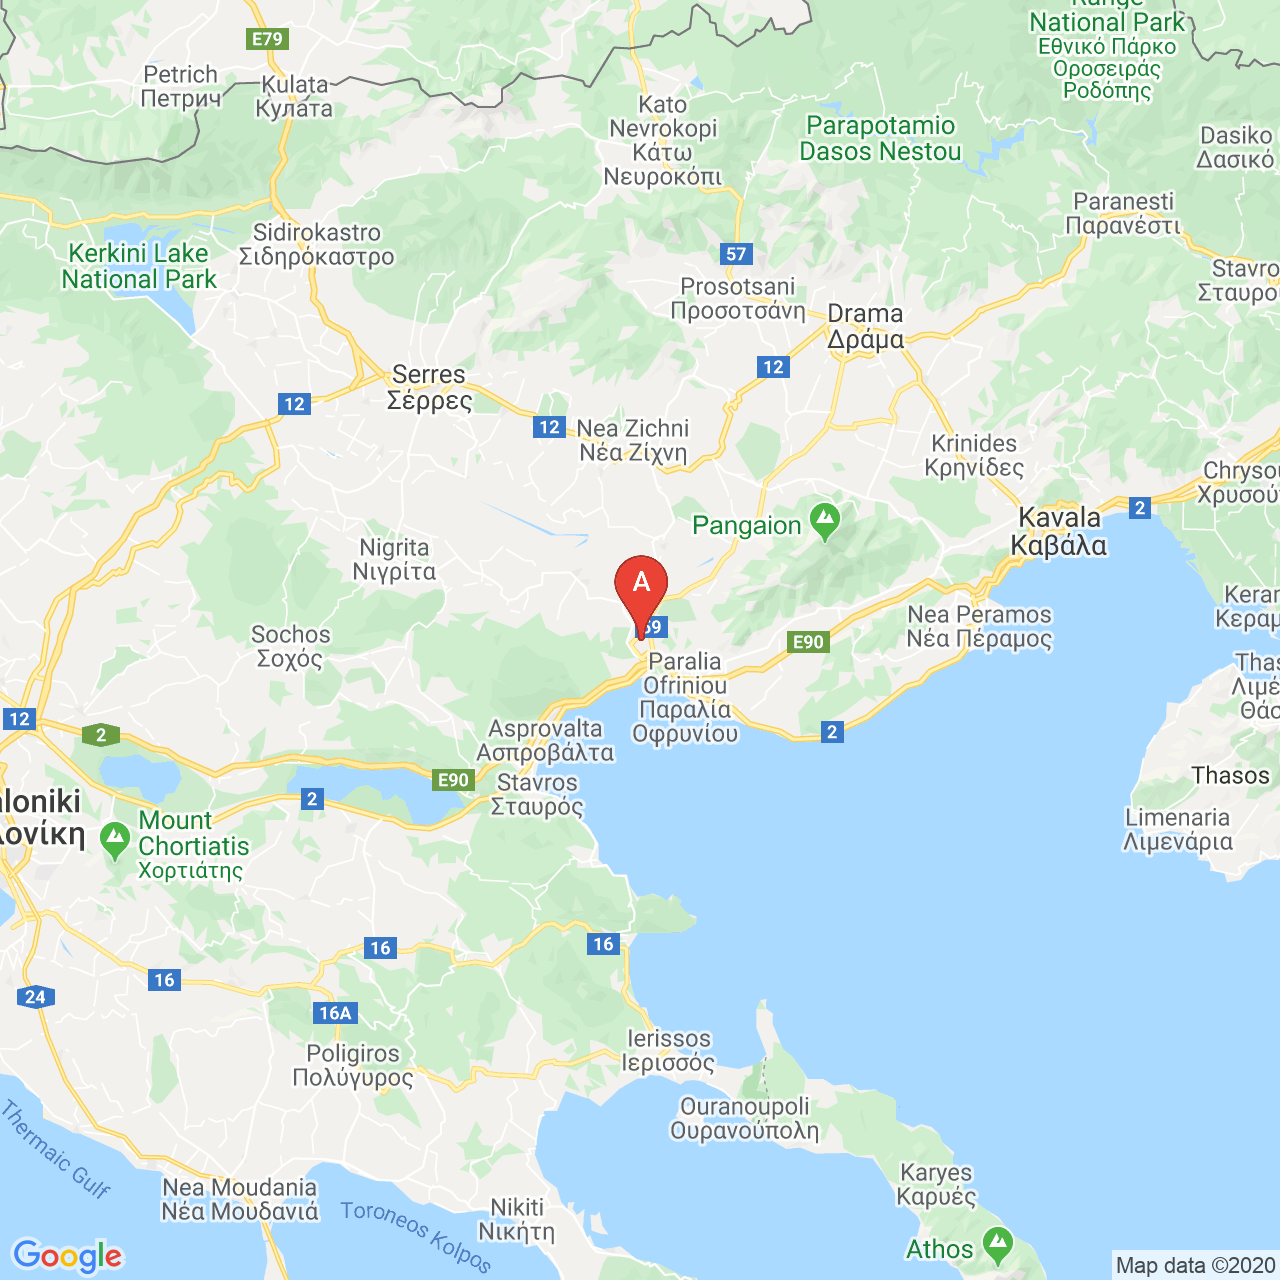 Range
National Park
Εθνικό Πάρκο
Οροσειράς
Ροδόπης
E79
Petrich
Петрич
Kulata
Кулата
Kato
Nevrokopi
Κάτω
Νευροκόπι
Parapotamio
Dasos Nestou
Dasiko
Δασικό
Paranesti
Παρανέστι
Sidirokastro
Σιδηρόκαστρο
Kerkini Lake
National Park
57
Stavro
Σταυρο
Prosotsani
Προσοτσάνη
Drama
Δράμα
12
Serres
Σέρρες
12
12
Nea Zichni
Νέα Ζίχνη
Krinides
Κρηνίδες
Chryso
Χρυσού
2
Kavala
Καβάλα
Pangaion
Nigrita
Νιγρίτα
A
59
Nea Peramos
Νέα Πέραμος
Keram
Κεραμ
E90
Sochos
Σοχός
Paralia
Ofriniou
Παραλία
Οφρυνίου
Thas
Λιμέ
Θάσ
12
2
2
Asprovalta
Ασπροβάλτα
E90
Stavros
Σταυρός
2
Thasos
aloniki
λονίκη
Mount
Chortiatis
Χορτιάτης
Limenaria
Λιμενάρια
16
16
16
24
16A
Ierissos
Ιερισσός
Poligiros
Πολύγυρος
Ouranoupoli
Ουρανούπολη
Thermaic Gulf
Karyes
Καρυές
Nea Moudania
Νέα Μουδανιά
Nikiti
Νικήτη
Toroneos Kolpos
Athos
Google
Map data ©2020